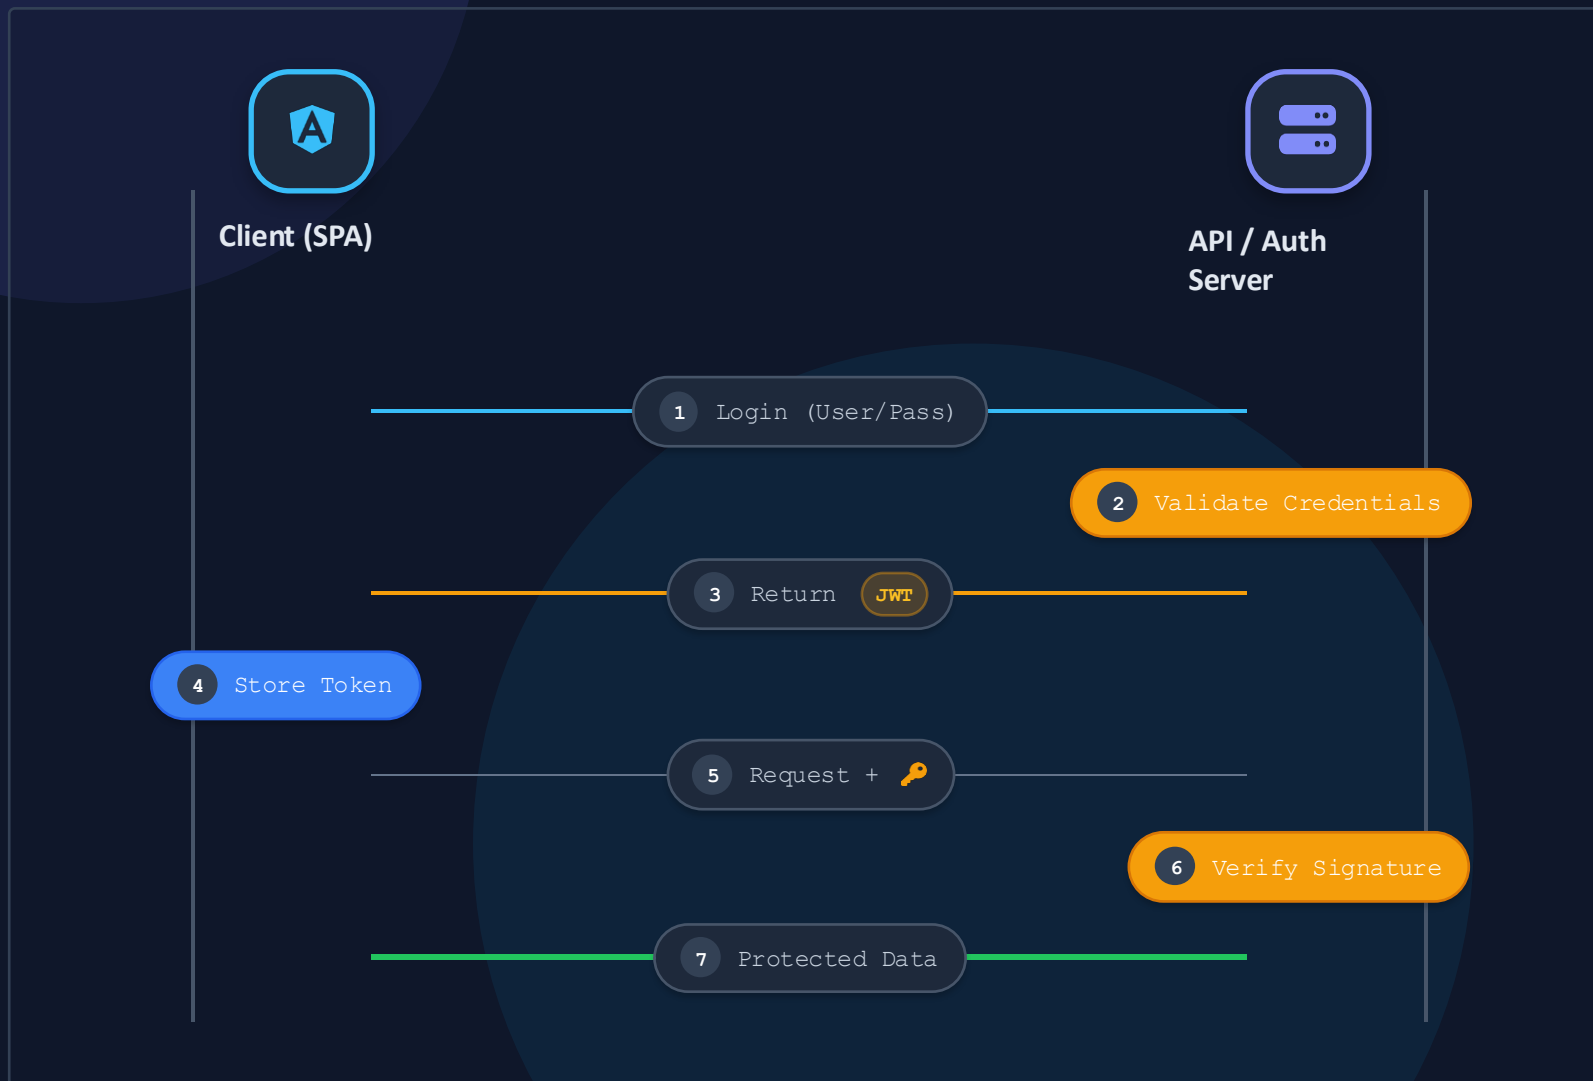 Client (SPA)
API / Auth
Server
1 Login (User/Pass)
2 Validate Credentials
3 Return JWT
4 Store Token
5 Request +
6 Verify Signature
7 Protected Data